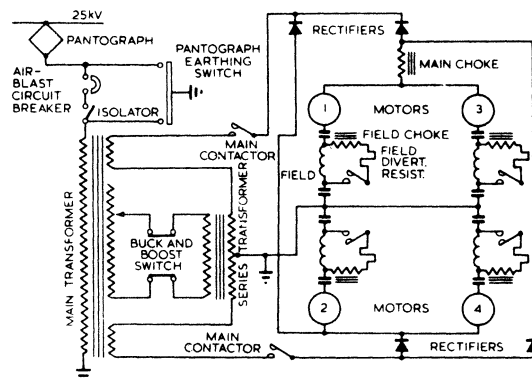 25kV
PANTOGRAPH
AIR-
BLAST
CIRCUIT
BREAKER
ISOLATOR
PANTOGRAPH
EARTHING
SWITCH
MAIN
CONTACTOR
RECTIFIERS
MAIN CHOKE
1
MOTORS
3
FIELD CHOKE
FIELD
DIVERT.
RESIST.
FIELD
MAIN TRANSFORMER
BUCK AND
BOOST
SWITCH
SERIES TRANSFORMER
2
MOTORS
4
MAIN
CONTACTOR
RECTIFIERS